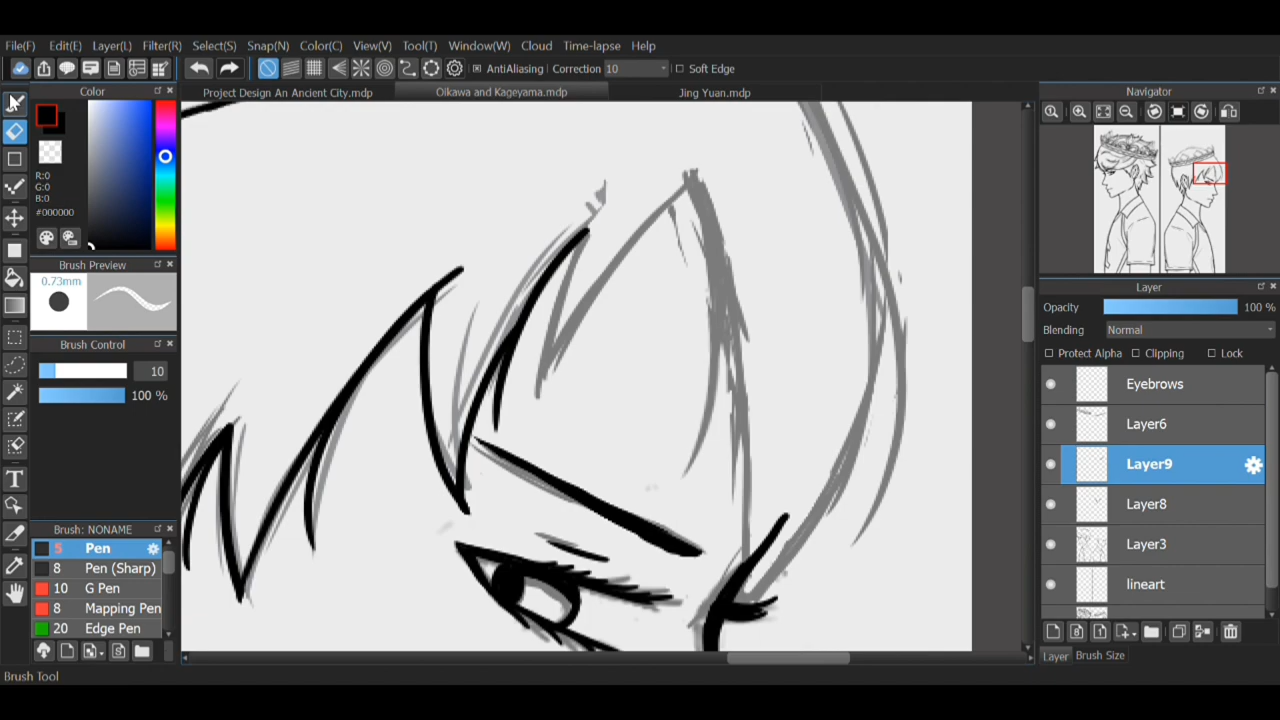 File(F) Edit(E) Layer(L) Filter(R) Select(S) Snap(N) Color(C) View(V) Tool(T) Window(W) Cloud Time-lapse Help
AntiAliasing Correction 10 Soft Edge
Color
Project Design An Ancient City.mdp Oikawa and Kageyama.mdp Jing Yuan.mdp
Navigator
R:0
G:0
B:0
#000000
Brush Preview
0.73mm
Brush Control
10
100 %
Layer
Opacity 100 %
Blending Normal
Protect Alpha Clipping Lock
Eyebrows
Layer6
Layer9
Layer8
Layer3
lineart
Brush: NONAME
5 Pen
8 Pen (Sharp)
10 G Pen
8 Mapping Pen
20 Edge Pen
Layer Brush Size
Brush Tool